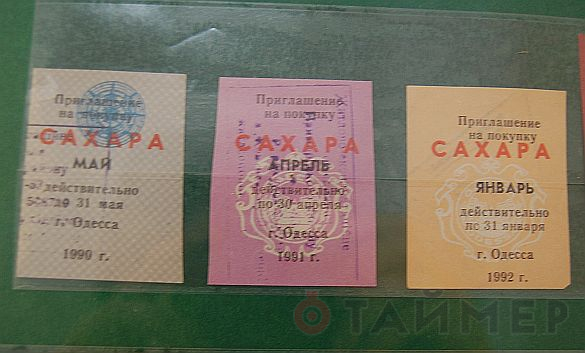 Приглашение
на покупку
САХАРА
МАЙ
действительно
31 мая
г. Одесса
1990 г.
Приглашение
на покупку
САХАРА
АПРЕЛЬ
действительно
по 30 апреля
г. Одесса
1991 г.
Приглашение
на покупку
САХАРА
ЯНВАРЬ
действительно
по 31 января
г. Одесса
1992 г.
ТАЙМЕР